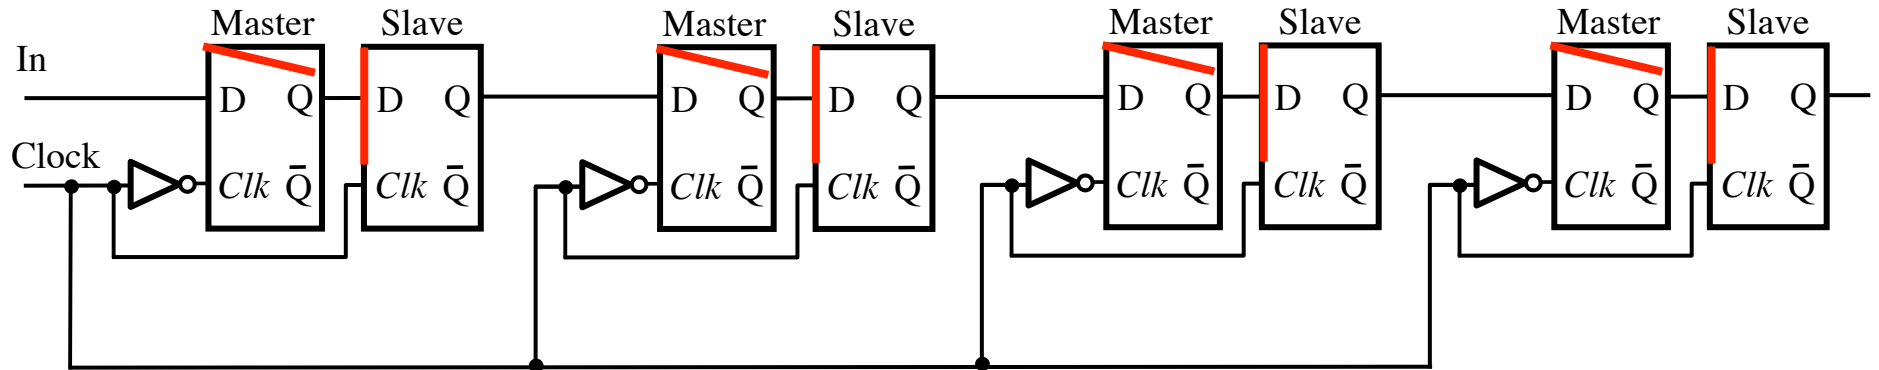 Master Slave Master Slave Master Slave Master Slave
In
D Q D Q D Q D Q D Q D Q D Q D Q
Clock
Clk Q̄ Clk Q̄ Clk Q̄ Clk Q̄ Clk Q̄ Clk Q̄ Clk Q̄ Clk Q̄